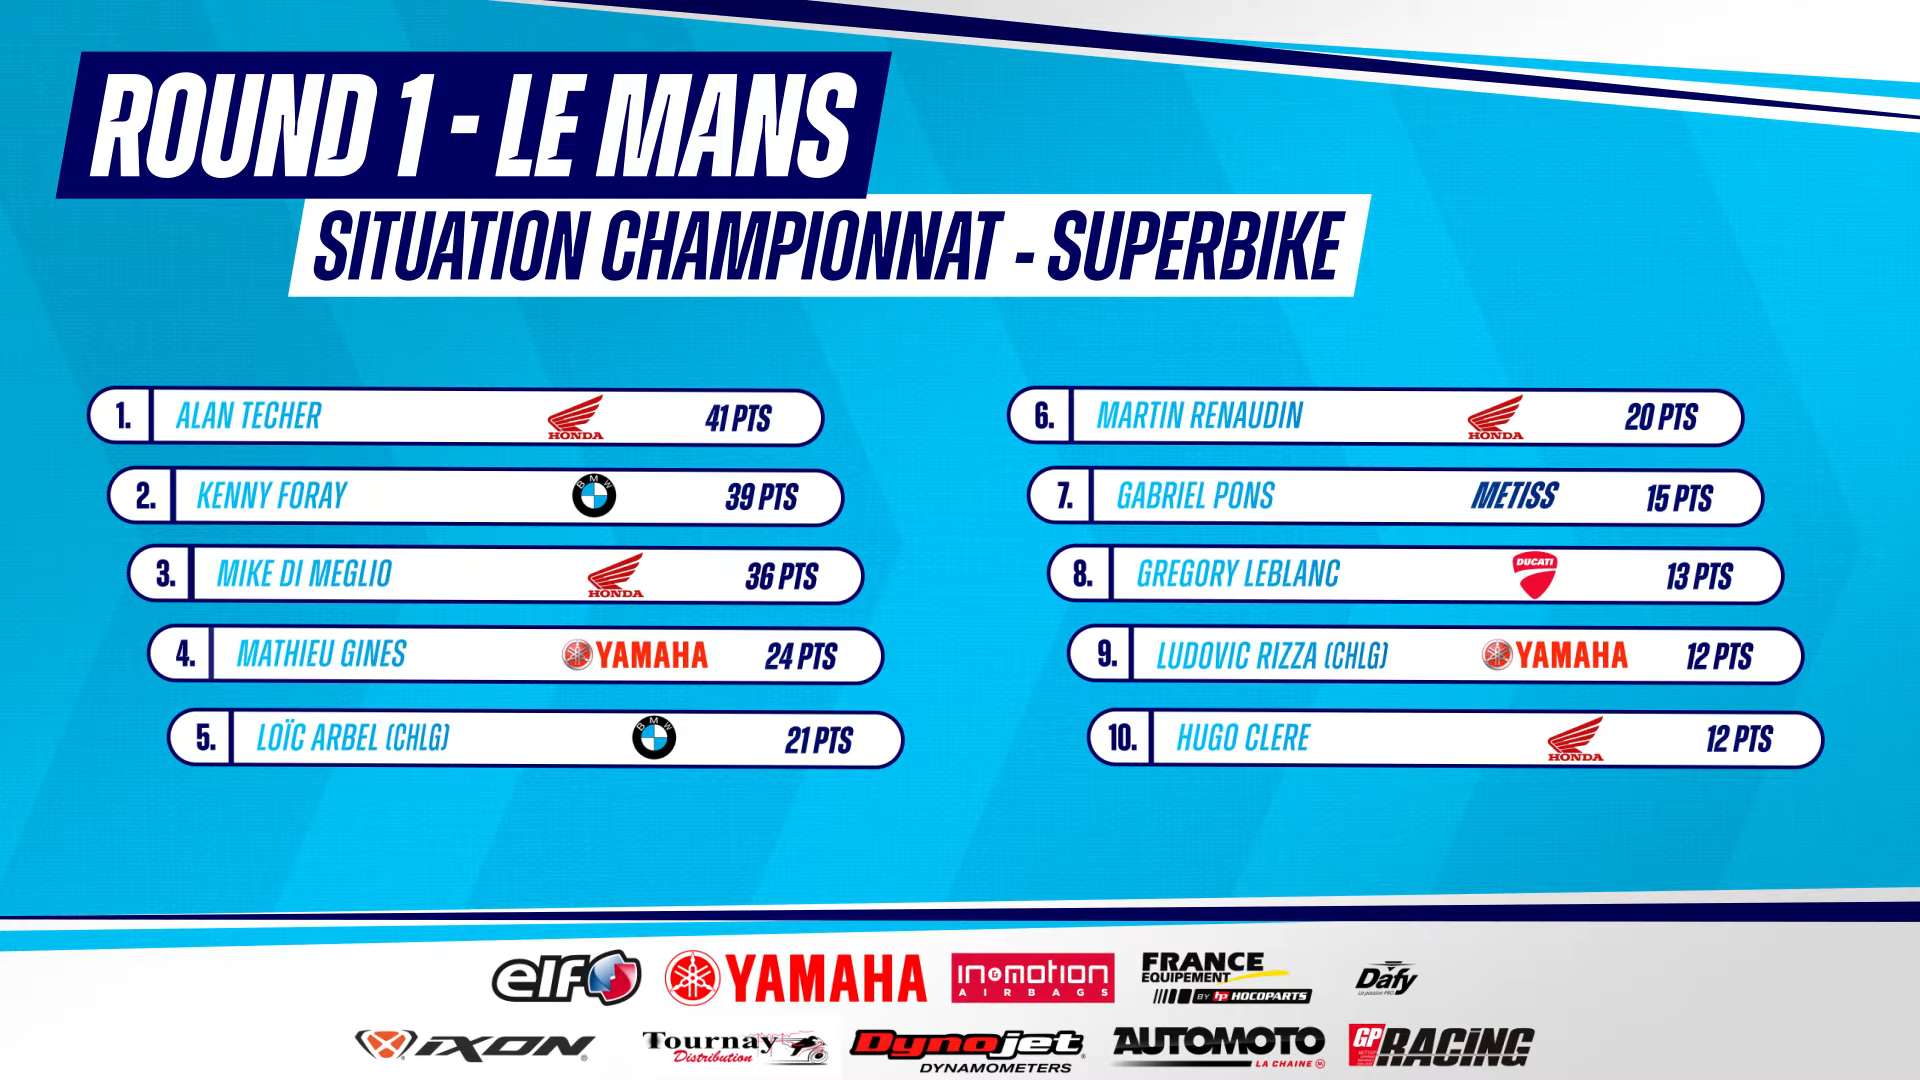 ROUND 1 - LE MANS
SITUATION CHAMPIONNAT - SUPERBIKE
1. ALAN TECHER HONDA 41 PTS
2. KENNY FORAY BMW 39 PTS
3. MIKE DI MEGLIO HONDA 36 PTS
4. MATHIEU GINES YAMAHA 24 PTS
5. LOÏC ARBEL (CHLG) BMW 21 PTS
6. MARTIN RENAUDIN HONDA 20 PTS
7. GABRIEL PONS METISS 15 PTS
8. GREGORY LEBLANC DUCATI 13 PTS
9. LUDOVIC RIZZA (CHLG) YAMAHA 12 PTS
10. HUGO CLERE HONDA 12 PTS
elf
YAMAHA
in&motion
AIRBAGS
FRANCE
EQUIPEMENT
BY hp HOCOPARTS
Dafy
iXON
Tournay
Distribution
Dynojet
DYNAMOMETERS
AUTOMOTO
LA CHAINE
GP RACING